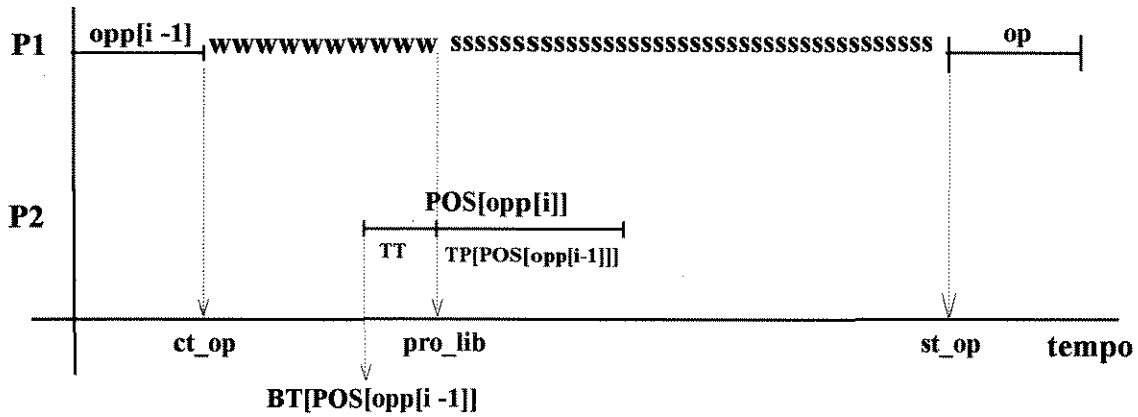 opp[i -1] wwwwwwwwwww sssssssssssssssssssssssssssssssssssssss op
P1
POS[opp[i]]
P2
TT TP[POS[opp[i-1]]]
ct_op pro_lib st_op tempo
BT[POS[opp[i -1]]